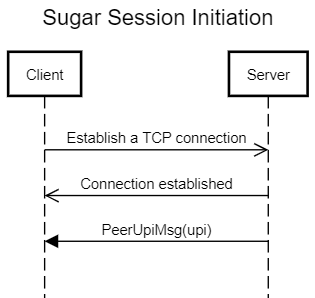 Sugar Session Initiation
Client
Server
Establish a TCP connection
Connection established
PeerUpiMsg(upi)